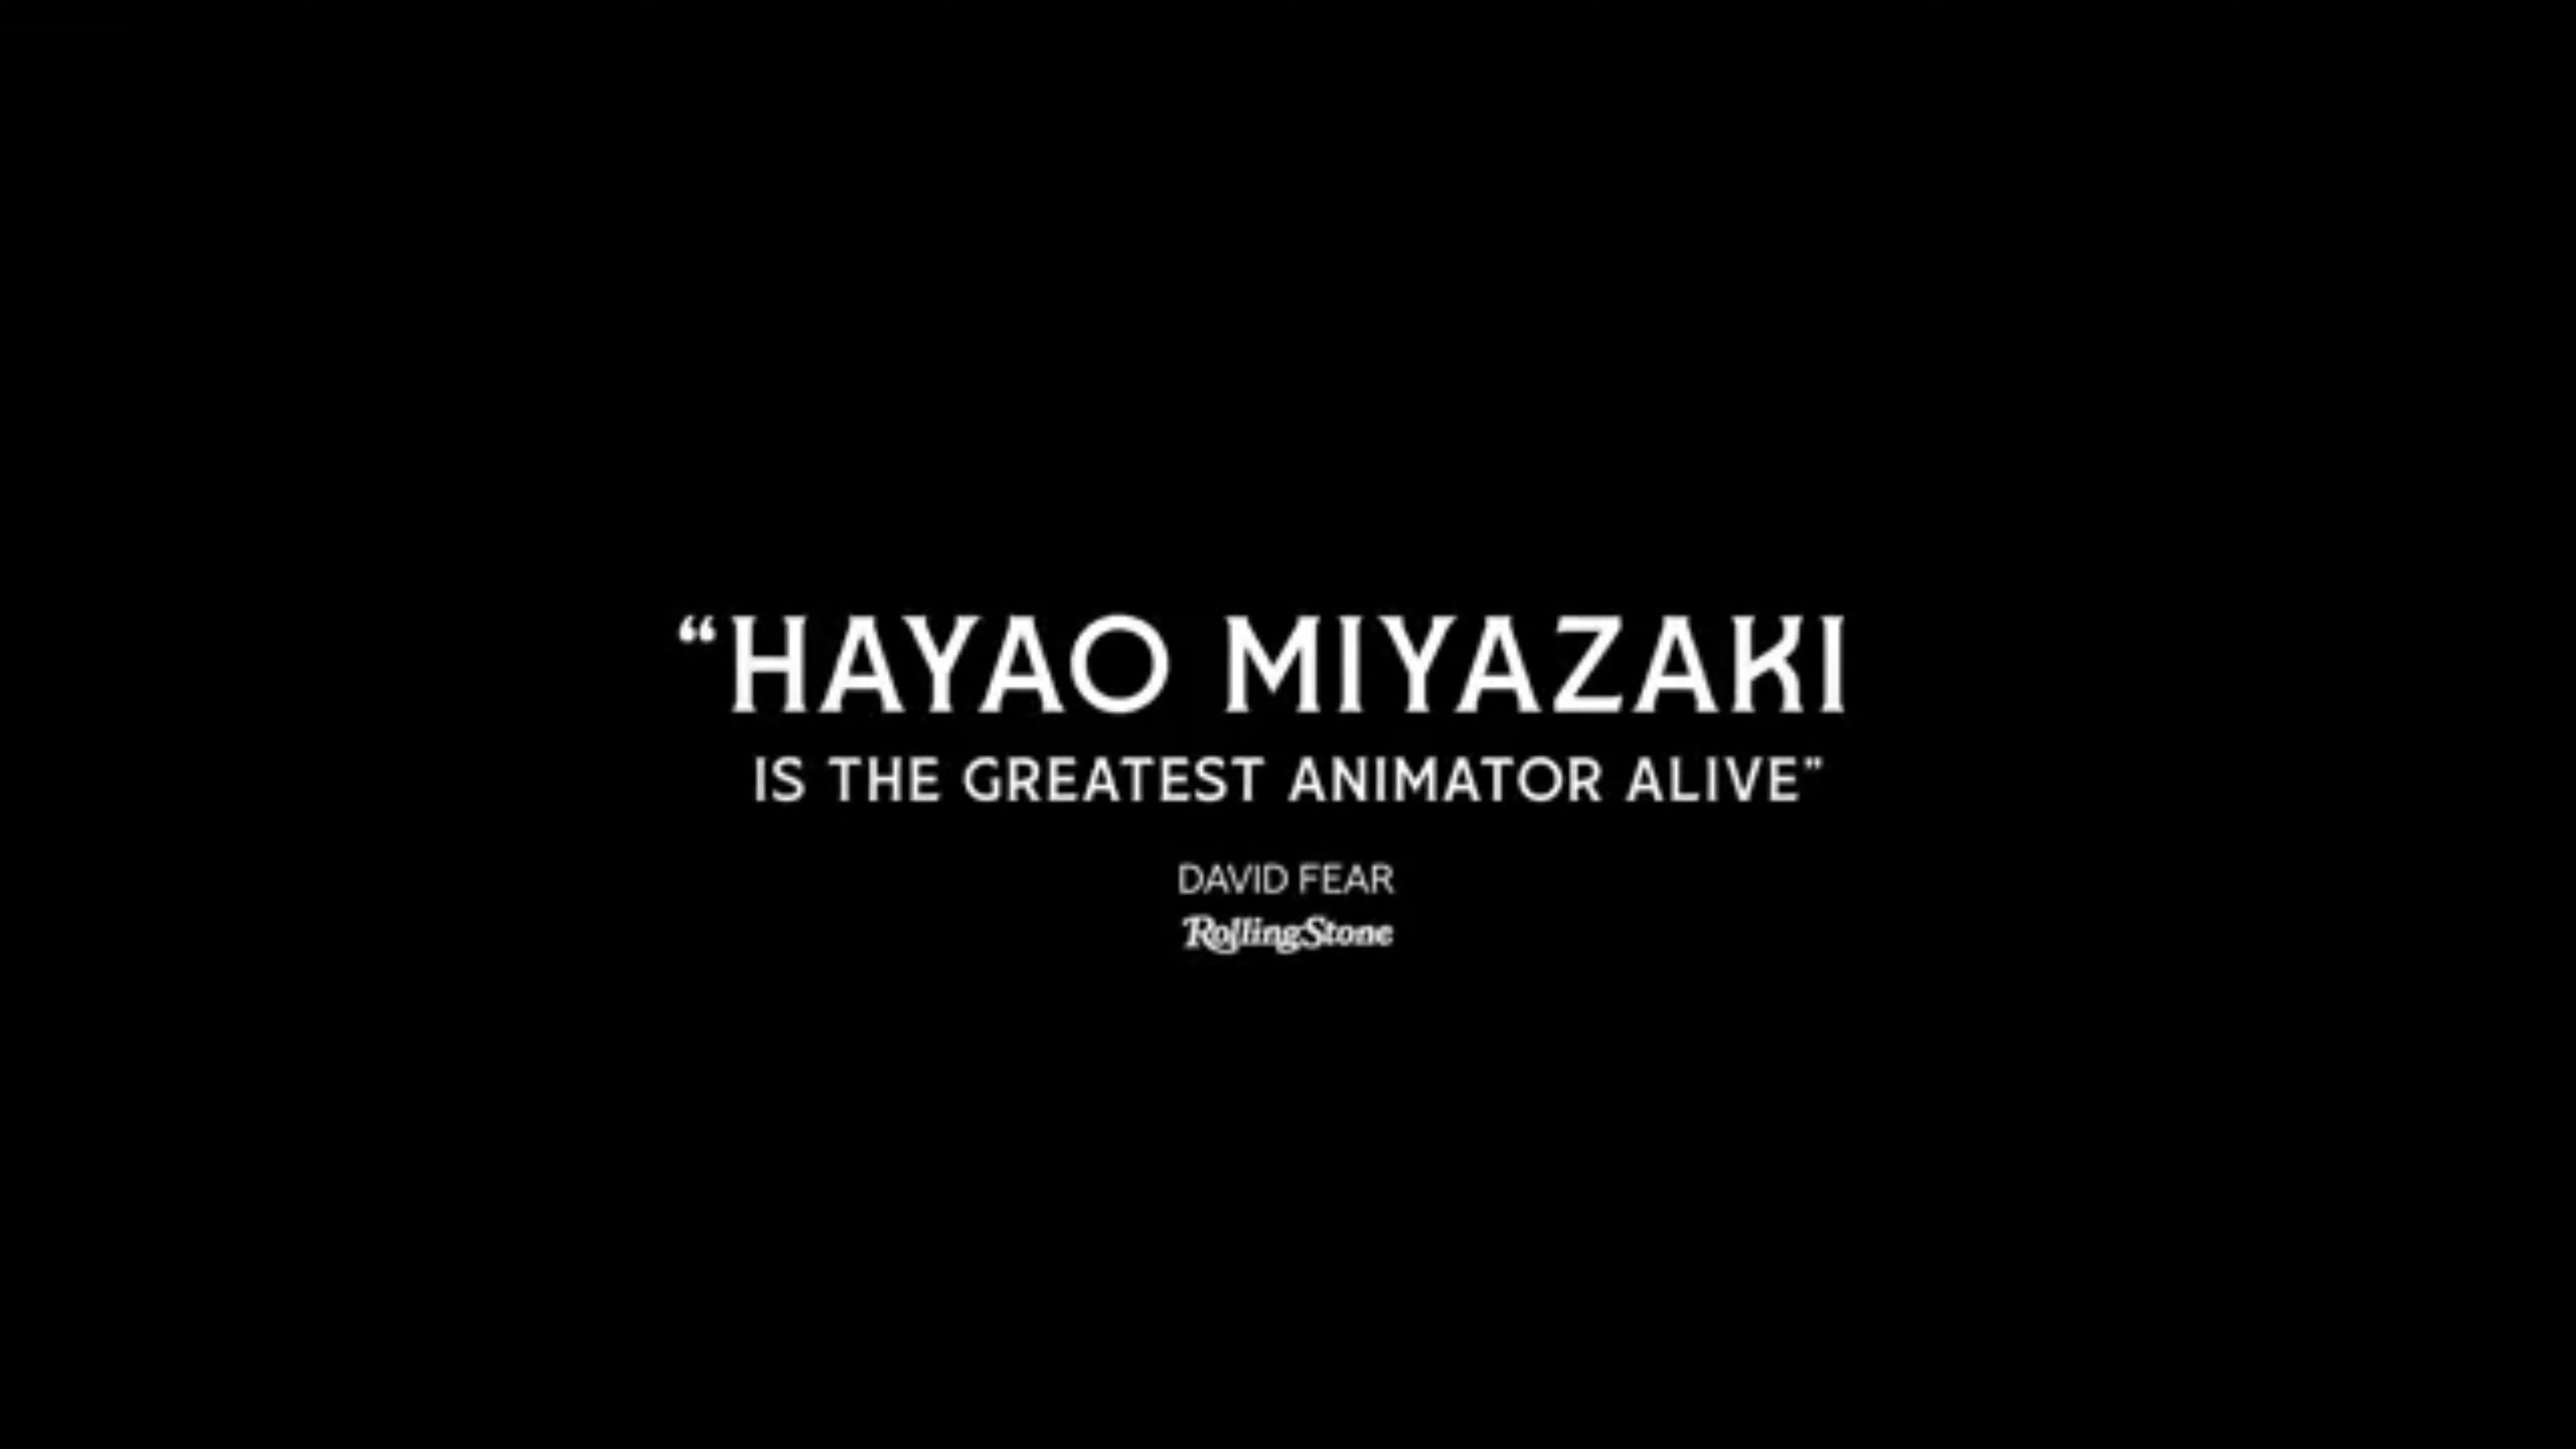 “HAYAO MIYAZAKI
IS THE GREATEST ANIMATOR ALIVE”
DAVID FEAR
RollingStone